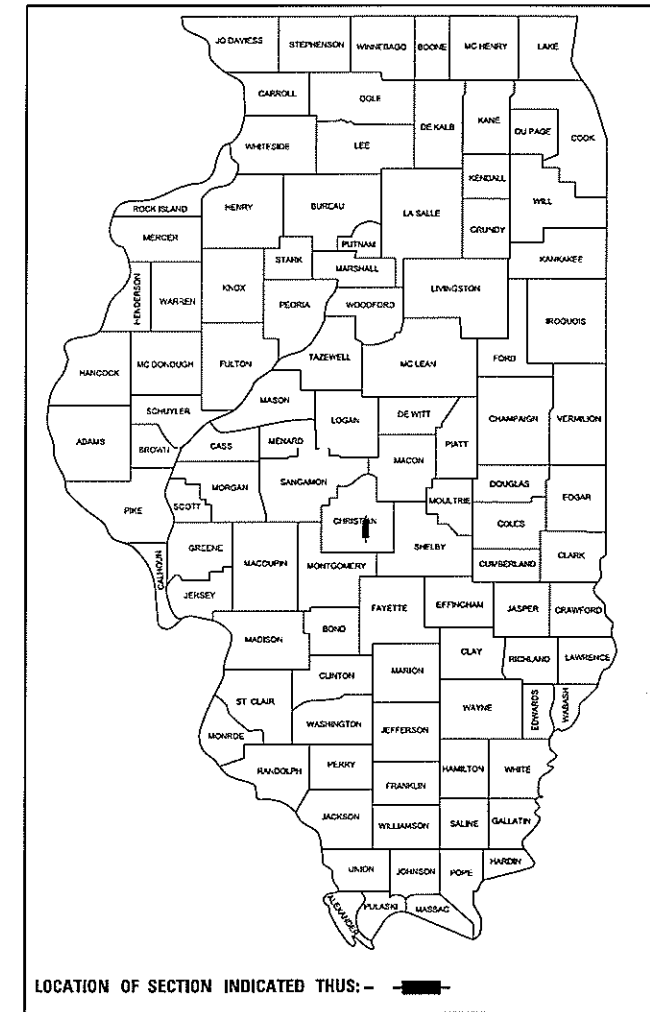 JO DAVIESS STEPHENSON WINNEBAGO BOONE MC HENRY LAKE
CARROLL OGLE DE KALB KANE DU PAGE COOK
WHITESIDE LEE
KENDALL WILL
ROCK ISLAND HENRY BUREAU LA SALLE GRUNDY
MERCER PUTNAM
STARK MARSHALL KANKAKEE
HENDERSON WARREN KNOX PEORIA WOODFORD LIVINGSTON IROQUOIS
HANCOCK MC DONOUGH FULTON TAZEWELL MC LEAN FORD
MASON
SCHUYLER LOGAN DE WITT CHAMPAIGN VERMILION
ADAMS BROWN CASS MENARD MACON PIATT
PIKE SCOTT MORGAN SANGAMON MOULTRIE DOUGLAS EDGAR
CHRISTIAN COLES
CALHOUN GREENE MACOUPIN MONTGOMERY SHELBY CUMBERLAND CLARK
JERSEY FAYETTE EFFINGHAM JASPER CRAWFORD
MADISON BOND
CLAY RICHLAND LAWRENCE
CLINTON MARION
ST CLAIR WAYNE EDWARDS WABASH
WASHINGTON JEFFERSON
MONROE
RANDOLPH PERRY HAMILTON WHITE
FRANKLIN
JACKSON WILLIAMSON SALINE GALLATIN
UNION JOHNSON POPE HARDIN
ALEXANDER PULASKI MASSAC
LOCATION OF SECTION INDICATED THUS: -